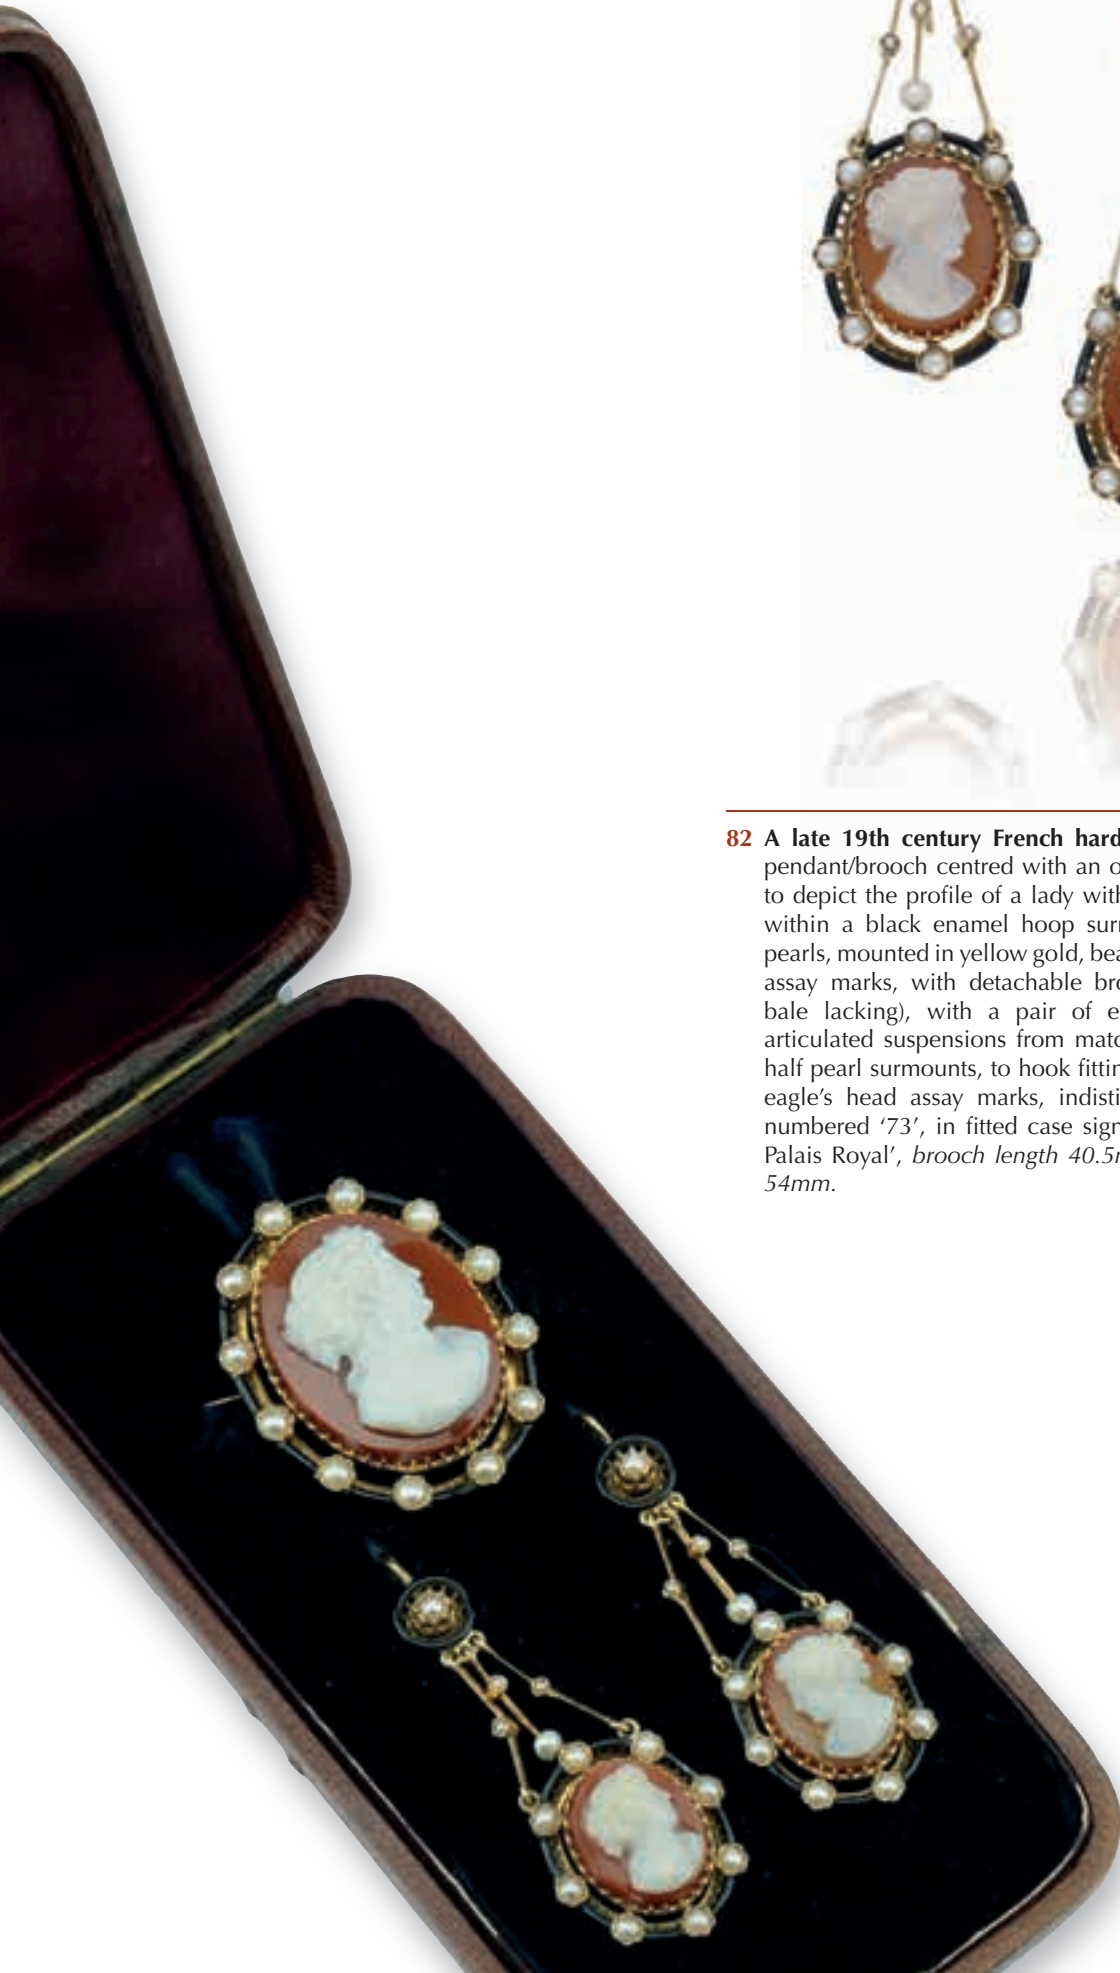 82 A late 19th century French hard
pendant/brooch centred with an o
to depict the profile of a lady with
within a black enamel hoop surr
pearls, mounted in yellow gold, bea
assay marks, with detachable bro
bale lacking), with a pair of e
articulated suspensions from matc
half pearl surmounts, to hook fittin
eagle's head assay marks, indisti
numbered ‘73’, in fitted case sign
Palais Royal’, brooch length 40.5m
54mm.